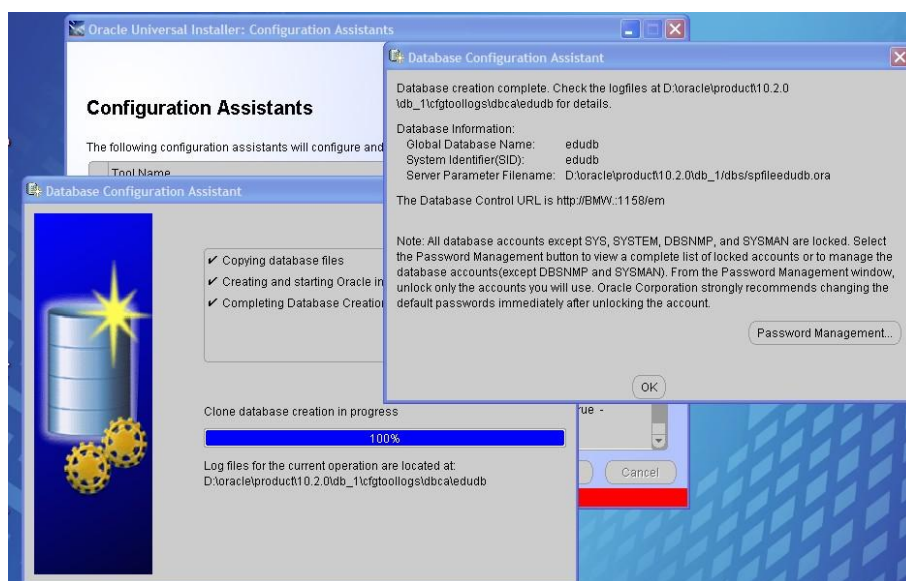 Oracle Universal Installer: Configuration Assistants
Configuration Assistants
The following configuration assistants will configure and
Tool Name
Database Configuration Assistant
Database creation complete. Check the logfiles at D:\oracle\product\10.2.0
\db_1\cfgtoollogs\dbca\edudb for details.
Database Information:
Global Database Name: edudb
System Identifier(SID): edudb
Server Parameter Filename: D:\oracle\product\10.2.0\db_1/dbs/spfileedudb.ora
The Database Control URL is http://BMW.:1158/em
Note: All database accounts except SYS, SYSTEM, DBSNMP, and SYSMAN are locked. Select
the Password Management button to view a complete list of locked accounts or to manage the
database accounts(except DBSNMP and SYSMAN). From the Password Management window,
unlock only the accounts you will use. Oracle Corporation strongly recommends changing the
default passwords immediately after unlocking the account.
Password Management...
OK
Database Configuration Assistant
✔ Copying database files
✔ Creating and starting Oracle in
✔ Completing Database Creation
Clone database creation in progress
100%
Log files for the current operation are located at:
D:\oracle\product\10.2.0\db_1\cfgtoollogs\dbca\edudb
rue -
Cancel